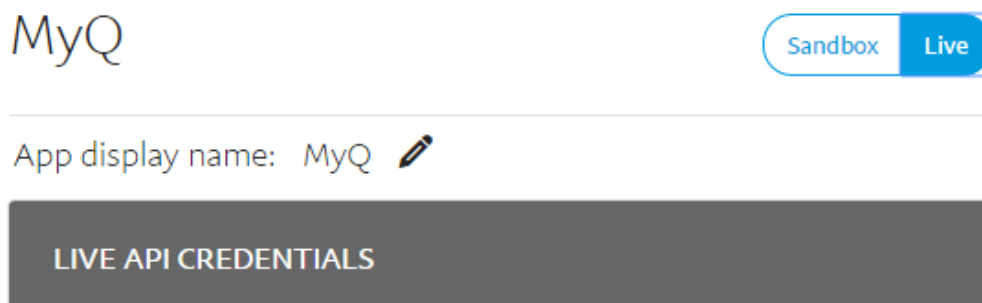 MyQ
Sandbox Live
App display name: MyQ
LIVE API CREDENTIALS